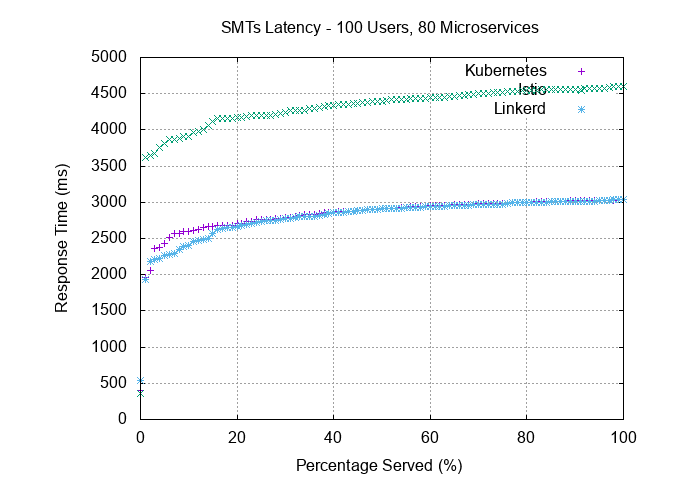 SMTs Latency - 100 Users, 80 Microservices
5000
4500
4000
3500
3000
2500
2000
1500
1000
500
0
Response Time (ms)
Kubernetes
Istio
Linkerd
0 20 40 60 80 100
Percentage Served (%)